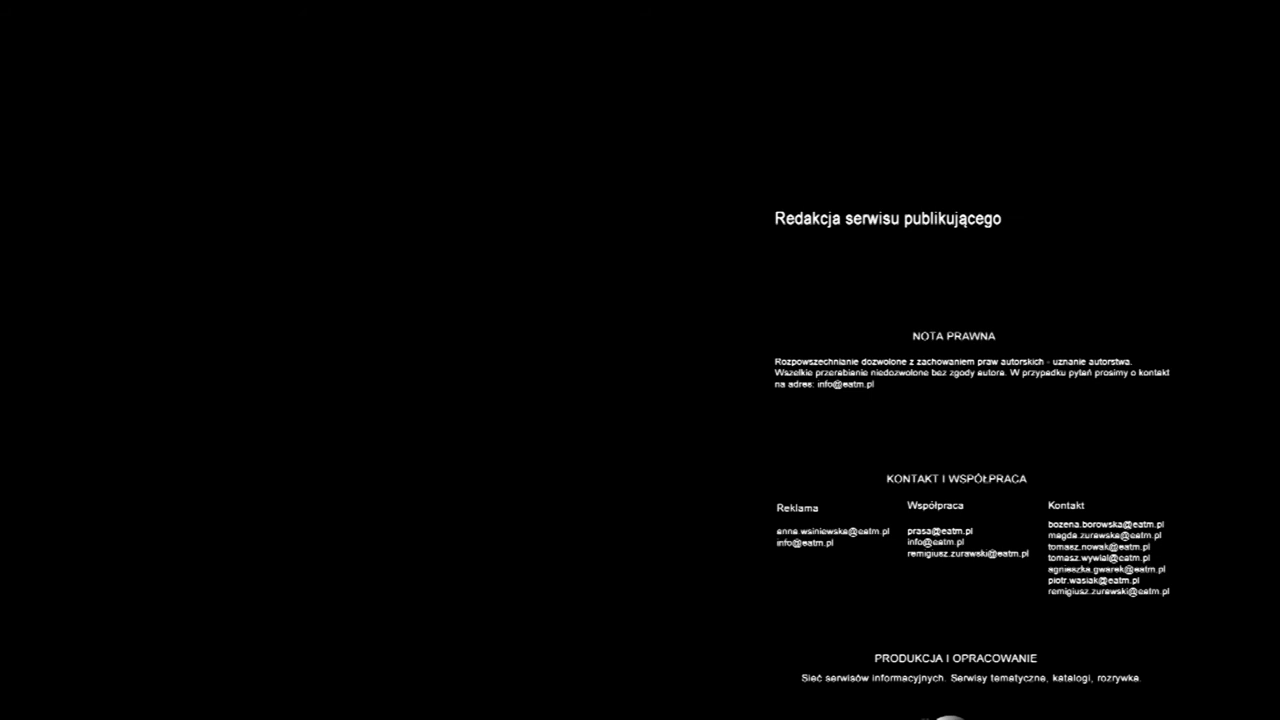 Redakcja serwisu publikującego
NOTA PRAWNA
Rozpowszechnianie dozwolone z zachowaniem praw autorskich - uznanie autorstwa.
Wszelkie przerabianie niedozwolone bez zgody autora. W przypadku pytań prosimy o kontakt
na adres: info@eatm.pl
KONTAKT I WSPÓŁPRACA
Reklama
anna.wsiniewska@eatm.pl
info@eatm.pl
Współpraca
prasa@eatm.pl
info@eatm.pl
remigiusz.zurawski@eatm.pl
Kontakt
bozena.borowska@eatm.pl
magda.zurawska@eatm.pl
tomasz.nowak@eatm.pl
tomasz.wywial@eatm.pl
agnieszka.gwarek@eatm.pl
piotr.wasiak@eatm.pl
remigiusz.zurawski@eatm.pl
PRODUKCJA I OPRACOWANIE
Sieć serwisów informacyjnych. Serwisy tematyczne, katalogi, rozrywka.